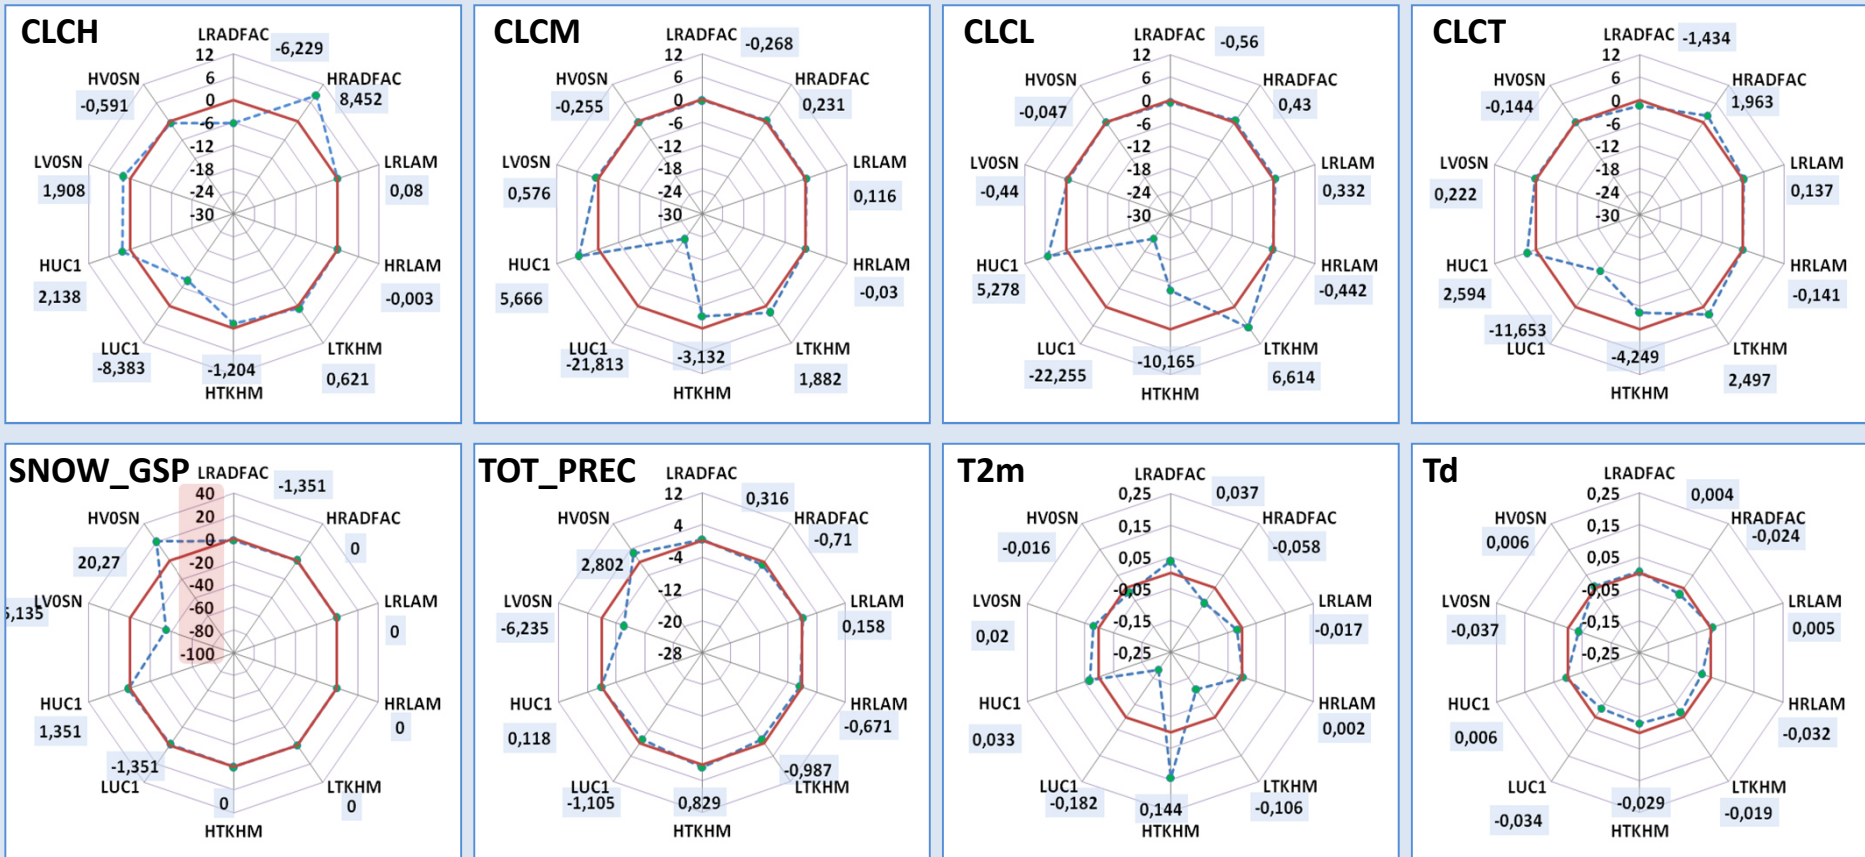 CLCH
LRADFAC
-6,229
12
6
0
-6
-12
-18
-24
-30
HRADFAC
8,452
LRLAM
0,08
HRLAM
-0,003
LTKHM
0,621
-1,204
HTKHM
LUC1
-8,383
HUC1
2,138
LV0SN
1,908
HV0SN
-0,591
CLCM
LRADFAC
-0,268
12
6
0
-6
-12
-18
-24
-30
HRADFAC
0,231
LRLAM
0,116
HRLAM
-0,03
LTKHM
1,882
-3,132
HTKHM
LUC1
-21,813
HUC1
5,666
LV0SN
0,576
HV0SN
-0,255
CLCL
LRADFAC
-0,56
12
6
0
-6
-12
-18
-24
-30
HRADFAC
0,43
LRLAM
0,332
HRLAM
-0,442
LTKHM
6,614
-10,165
HTKHM
LUC1
-22,255
HUC1
5,278
LV0SN
-0,44
HV0SN
-0,047
CLCT
LRADFAC
-1,434
12
6
0
-6
-12
-18
-24
-30
HRADFAC
1,963
LRLAM
0,137
HRLAM
-0,141
LTKHM
2,497
-4,249
HTKHM
-11,653
LUC1
HUC1
2,594
LV0SN
0,222
HV0SN
-0,144
SNOW_GSP
LRADFAC
-1,351
40
20
0
-20
-40
-60
-80
-100
HRADFAC
0
LRLAM
0
HRLAM
0
LTKHM
0
0
HTKHM
-1,351
LUC1
HUC1
1,351
LV0SN
5,135
HV0SN
20,27
TOT_PREC
LRADFAC
0,316
12
4
-4
-12
-20
-28
HRADFAC
-0,71
LRLAM
0,158
HRLAM
-0,671
-0,987
LTKHM
0,829
HTKHM
LUC1
-1,105
HUC1
0,118
LV0SN
-6,235
HV0SN
2,802
T2m
LRADFAC
0,037
0,25
0,15
0,05
-0,05
-0,15
-0,25
HRADFAC
-0,058
LRLAM
-0,017
HRLAM
0,002
LTKHM
-0,106
0,144
HTKHM
LUC1
-0,182
HUC1
0,033
LV0SN
0,02
HV0SN
-0,016
Td
LRADFAC
0,004
0,25
0,15
0,05
-0,05
-0,15
-0,25
HRADFAC
-0,024
LRLAM
0,005
HRLAM
-0,032
LTKHM
-0,019
-0,029
HTKHM
LUC1
-0,034
HUC1
0,006
LV0SN
-0,037
HV0SN
0,006